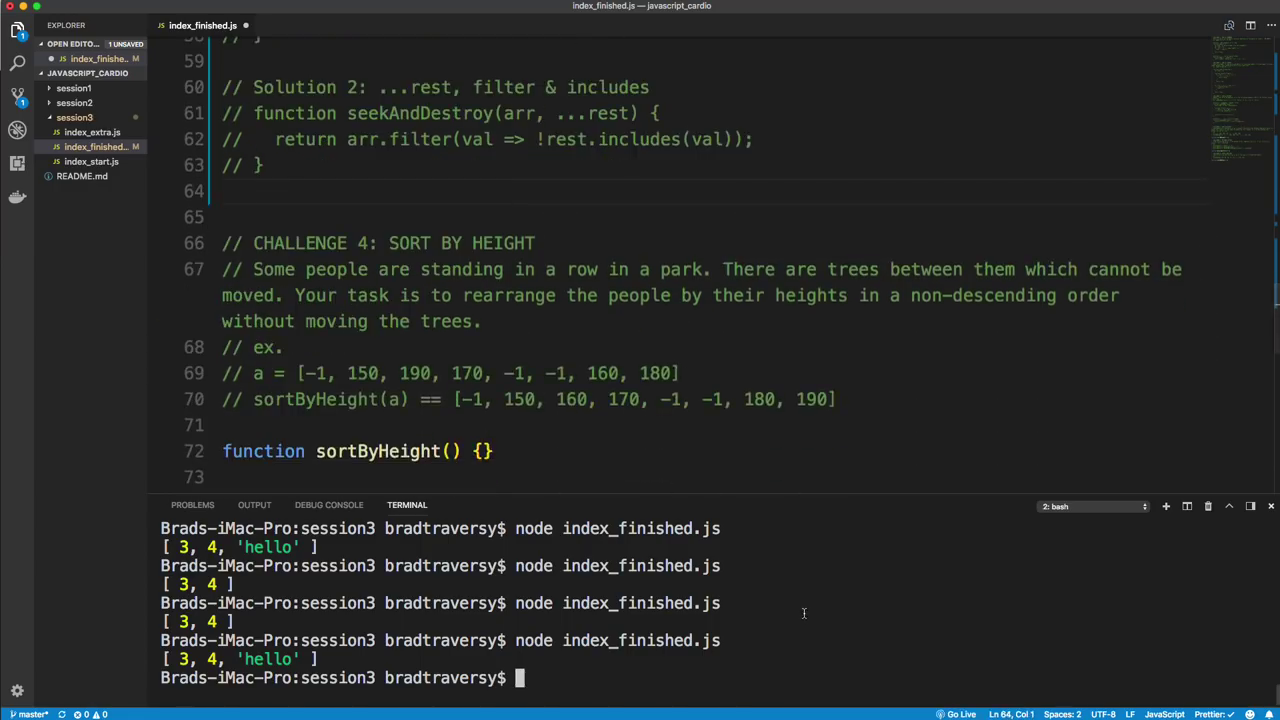 index_finished.js — javascript_cardio
EXPLORER
index_finished.js
OPEN EDITO... 1 UNSAVED
index_finishe.. M
JAVASCRIPT_CARDIO
session1
session2
session3
index_extra.js
index_finished... M
index_start.js
README.md
1
1
59
60 // Solution 2: ...rest, filter & includes
61 // function seekAndDestroy(arr, ...rest) {
62 //   return arr.filter(val => !rest.includes(val));
63 // }
64
65
66 // CHALLENGE 4: SORT BY HEIGHT
67 // Some people are standing in a row in a park. There are trees between them which cannot be
moved. Your task is to rearrange the people by their heights in a non-descending order
without moving the trees.
68 // ex.
69 // a = [-1, 150, 190, 170, -1, -1, 160, 180]
70 // sortByHeight(a) == [-1, 150, 160, 170, -1, -1, 180, 190]
71
72 function sortByHeight() {}
73
PROBLEMS OUTPUT DEBUG CONSOLE TERMINAL 2: bash
Brads-iMac-Pro:session3 bradtraversy$ node index_finished.js
[ 3, 4, 'hello' ]
Brads-iMac-Pro:session3 bradtraversy$ node index_finished.js
[ 3, 4 ]
Brads-iMac-Pro:session3 bradtraversy$ node index_finished.js
[ 3, 4 ]
Brads-iMac-Pro:session3 bradtraversy$ node index_finished.js
[ 3, 4, 'hello' ]
Brads-iMac-Pro:session3 bradtraversy$
master* 0 0 Go Live Ln 64, Col 1 Spaces: 2 UTF-8 LF JavaScript Prettier: ✓